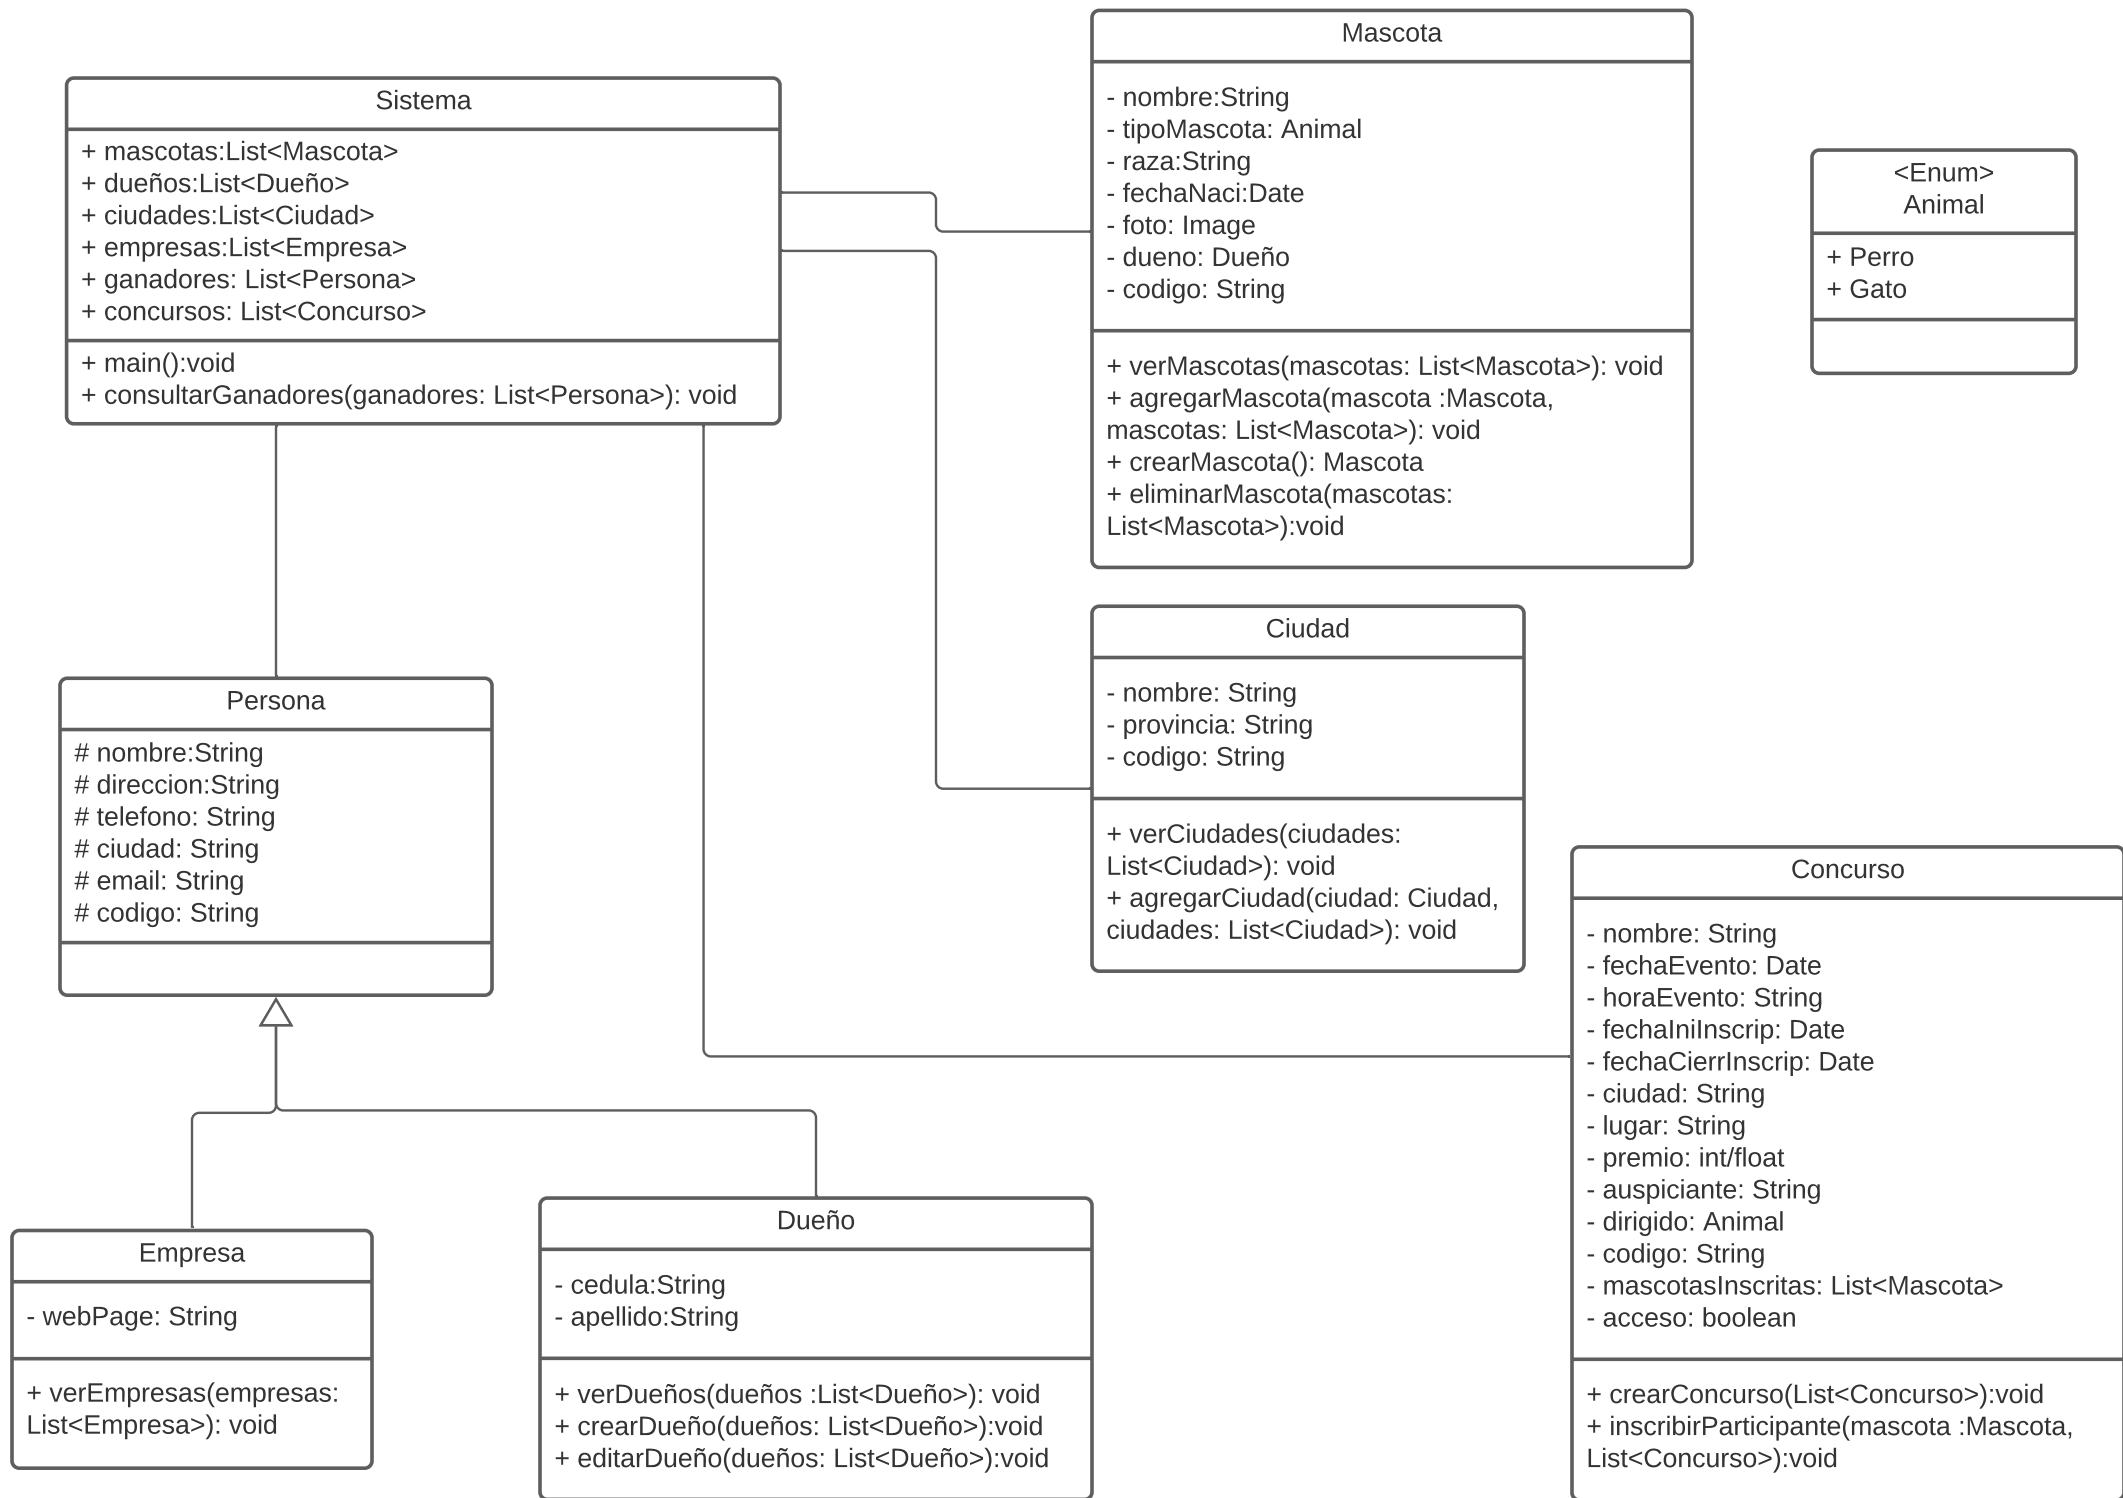 Sistema
+ mascotas:List<Mascota>
+ dueños:List<Dueño>
+ ciudades:List<Ciudad>
+ empresas:List<Empresa>
+ ganadores: List<Persona>
+ concursos: List<Concurso>
+ main():void
+ consultarGanadores(ganadores: List<Persona>): void
Mascota
- nombre:String
- tipoMascota: Animal
- raza:String
- fechaNaci:Date
- foto: Image
- dueno: Dueño
- codigo: String
+ verMascotas(mascotas: List<Mascota>): void
+ agregarMascota(mascota :Mascota,
mascotas: List<Mascota>): void
+ crearMascota(): Mascota
+ eliminarMascota(mascotas:
List<Mascota>):void
<Enum>
Animal
+ Perro
+ Gato
Persona
# nombre:String
# direccion:String
# telefono: String
# ciudad: String
# email: String
# codigo: String
Ciudad
- nombre: String
- provincia: String
- codigo: String
+ verCiudades(ciudades:
List<Ciudad>): void
+ agregarCiudad(ciudad: Ciudad,
ciudades: List<Ciudad>): void
Concurso
- nombre: String
- fechaEvento: Date
- horaEvento: String
- fechaIniInscrip: Date
- fechaCierrInscrip: Date
- ciudad: String
- lugar: String
- premio: int/float
- auspiciante: String
- dirigido: Animal
- codigo: String
- mascotasInscritas: List<Mascota>
- acceso: boolean
+ crearConcurso(List<Concurso>):void
+ inscribirParticipante(mascota :Mascota,
List<Concurso>):void
Empresa
- webPage: String
+ verEmpresas(empresas:
List<Empresa>): void
Dueño
- cedula:String
- apellido:String
+ verDueños(dueños :List<Dueño>): void
+ crearDueño(dueños: List<Dueño>):void
+ editarDueño(dueños: List<Dueño>):void